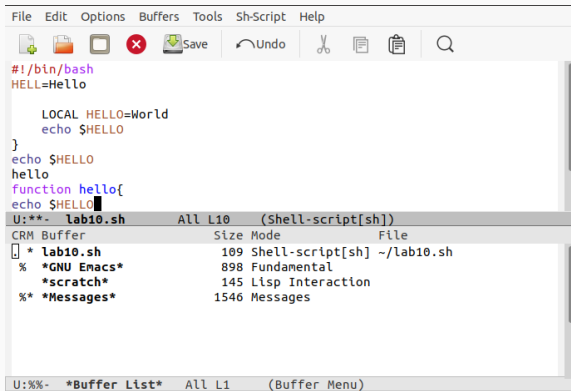 File Edit Options Buffers Tools Sh-Script Help
Save Undo
#!/bin/bash
HELL=Hello
    LOCAL HELLO=World
    echo $HELLO
}
echo $HELLO
hello
function hello{
echo $HELLO
U:**-  lab10.sh       All L10    (Shell-script[sh])
CRM Buffer                Size Mode             File
. * lab10.sh               109 Shell-script[sh] ~/lab10.sh
 %  *GNU Emacs*            898 Fundamental
    *scratch*              145 Lisp Interaction
 %* *Messages*            1546 Messages
U:%%-  *Buffer List*   All L1     (Buffer Menu)